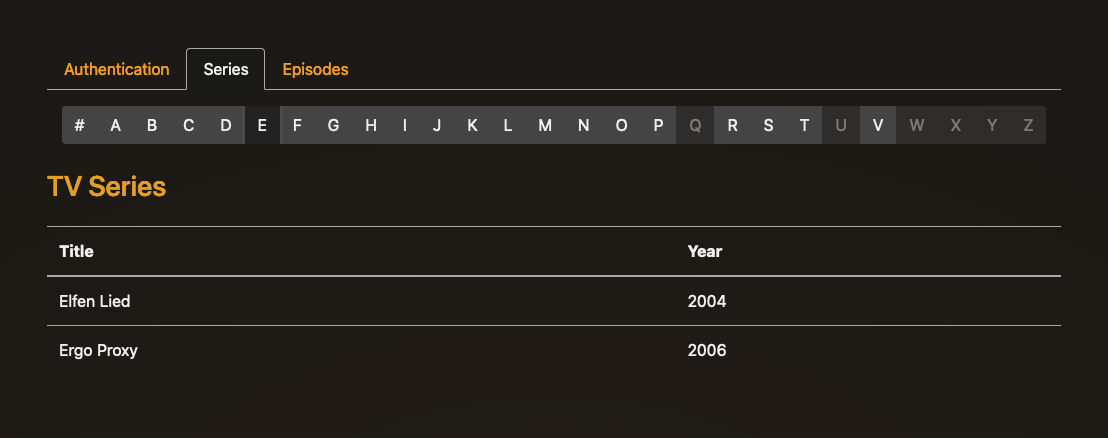 Authentication Series Episodes
# A B C D E F G H I J K L M N O P Q R S T U V W X Y Z
TV Series
Title Year
Elfen Lied 2004
Ergo Proxy 2006